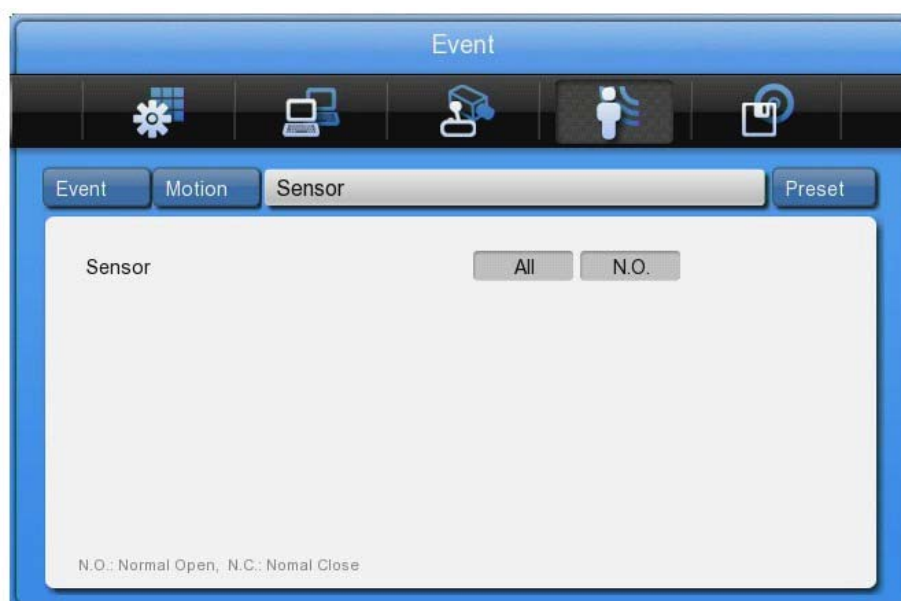 Event
Event Motion Sensor Preset
Sensor All N.O.
N.O.: Normal Open, N.C.: Nomal Close